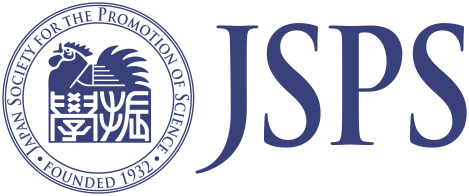 JAPAN SOCIETY FOR THE PROMOTION OF SCIENCE
學振
• FOUNDED 1932 •
JSPS